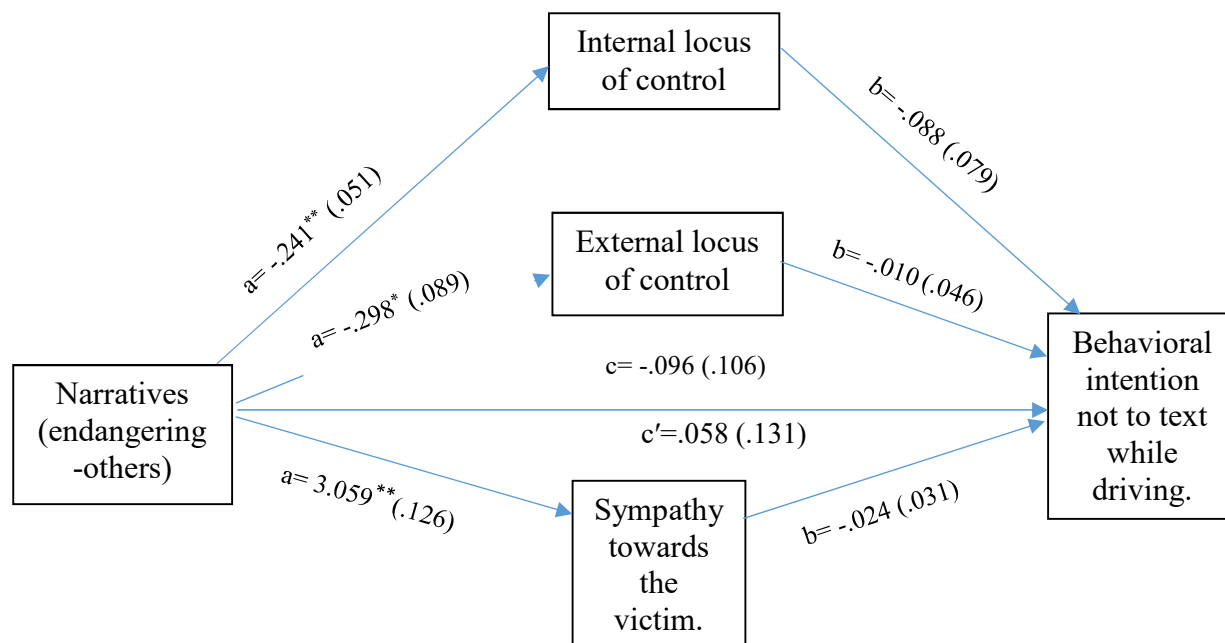 Internal locus
of control
b= -.088 (.079)
a= -.241** (.051)
External locus
of control
b= -.010 (.046)
a= -.298* (.089)
c= -.096 (.106)
Narratives
(endangering
-others)
c′=.058 (.131)
Behavioral
intention
not to text
while
driving.
a= 3.059**(.126)
Sympathy
towards
the
victim.
b= -.024 (.031)